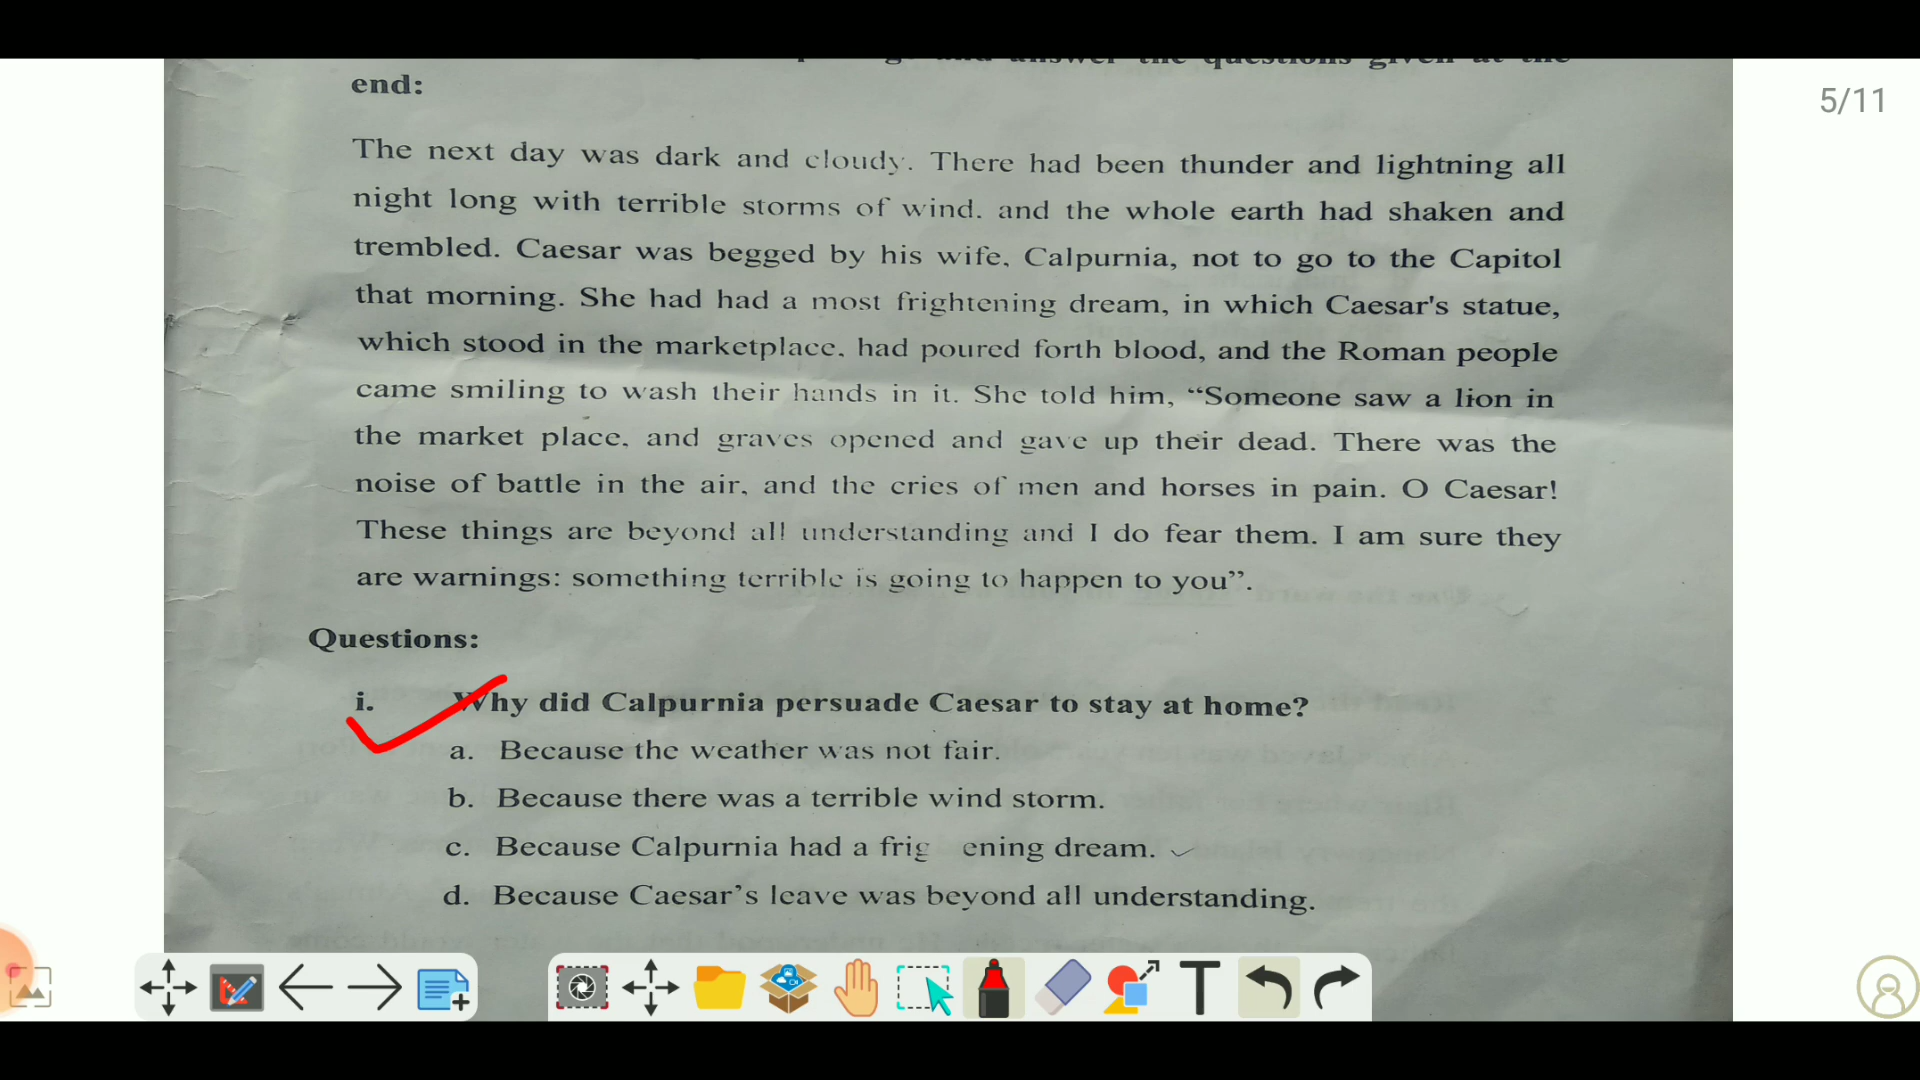 and answer the questions given at the
end:
5/11
The next day was dark and cloudy. There had been thunder and lightning all
night long with terrible storms of wind. and the whole earth had shaken and
trembled. Caesar was begged by his wife, Calpurnia, not to go to the Capitol
that morning. She had had a most frightening dream, in which Caesar's statue,
which stood in the marketplace, had poured forth blood, and the Roman people
came smiling to wash their hands in it. She told him, “Someone saw a lion in
the market place, and graves opened and gave up their dead. There was the
noise of battle in the air, and the cries of men and horses in pain. O Caesar!
These things are beyond all understanding and I do fear them. I am sure they
are warnings: something terrible is going to happen to you”.
Questions:
i. Why did Calpurnia persuade Caesar to stay at home?
a. Because the weather was not fair.
b. Because there was a terrible wind storm.
c. Because Calpurnia had a frig ening dream.
d. Because Caesar’s leave was beyond all understanding.
T